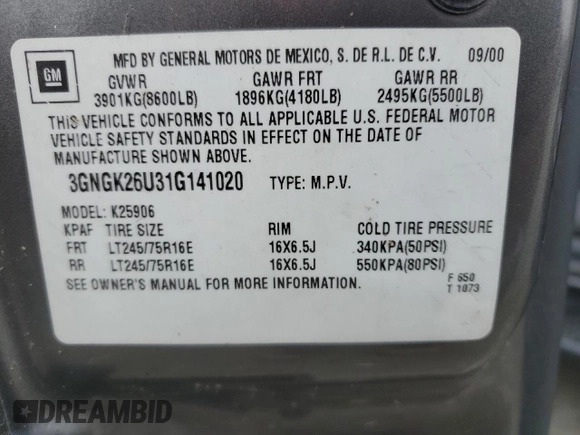 GM
MFD BY GENERAL MOTORS DE MEXICO, S. DE R.L. DE C.V. 09/00
GVWR GAWR FRT GAWR RR
3901KG(8600LB) 1896KG(4180LB) 2495KG(5500LB)
THIS VEHICLE CONFORMS TO ALL APPLICABLE U.S. FEDERAL MOTOR
VEHICLE SAFETY STANDARDS IN EFFECT ON THE DATE OF
MANUFACTURE SHOWN ABOVE.
3GNGK26U31G141020 TYPE: M.P.V.
MODEL: K25906
KPAF TIRE SIZE RIM COLD TIRE PRESSURE
FRT LT245/75R16E 16X6.5J 340KPA(50PSI)
RR LT245/75R16E 16X6.5J 550KPA(80PSI)
SEE OWNER'S MANUAL FOR MORE INFORMATION.
F 650
T 1073
DREAMBID